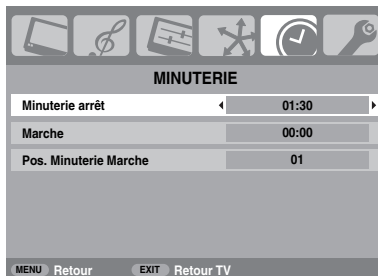 MINUTERIE
Minuterie arrêt 01:30
Marche 00:00
Pos. Minuterie Marche 01
MENU Retour EXIT Retour TV